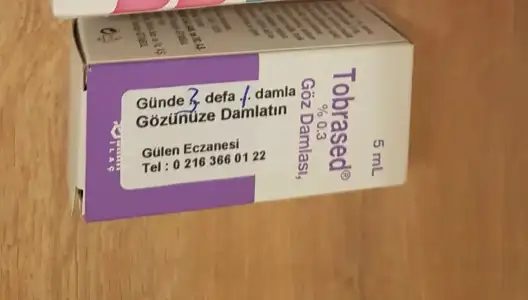 Günde 3 defa 1 damla
Gözünüze Damlatın
Gülen Eczanesi
Tel : 0 216 366 01 22
Tobrased®
% 0.3
Göz Damlası,
5 mL
İLAÇ